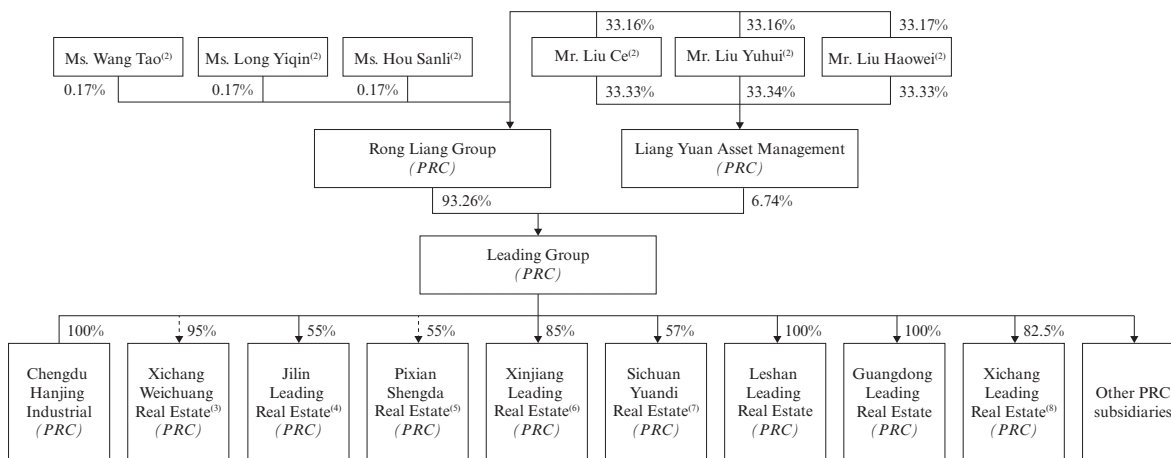 33.16% 33.16% 33.17%
Ms. Wang Tao(2) Ms. Long Yiqin(2) Ms. Hou Sanli(2) Mr. Liu Ce(2) Mr. Liu Yuhui(2) Mr. Liu Haowei(2)
0.17% 0.17% 0.17% 33.33% 33.34% 33.33%
Rong Liang Group
(PRC)
Liang Yuan Asset Management
(PRC)
93.26% 6.74%
Leading Group
(PRC)
100% 95% 55% 55% 85% 57% 100% 100% 82.5%
Chengdu
Hanjing
Industrial
(PRC)
Xichang
Weichuang
Real Estate(3)
(PRC)
Jilin
Leading
Real Estate(4)
(PRC)
Pixian
Shengda
Real Estate(5)
(PRC)
Xinjiang
Leading
Real Estate(6)
(PRC)
Sichuan
Yuandi
Real Estate(7)
(PRC)
Leshan
Leading
Real Estate
(PRC)
Guangdong
Leading
Real Estate
(PRC)
Xichang
Leading
Real Estate(8)
(PRC)
Other PRC
subsidiaries